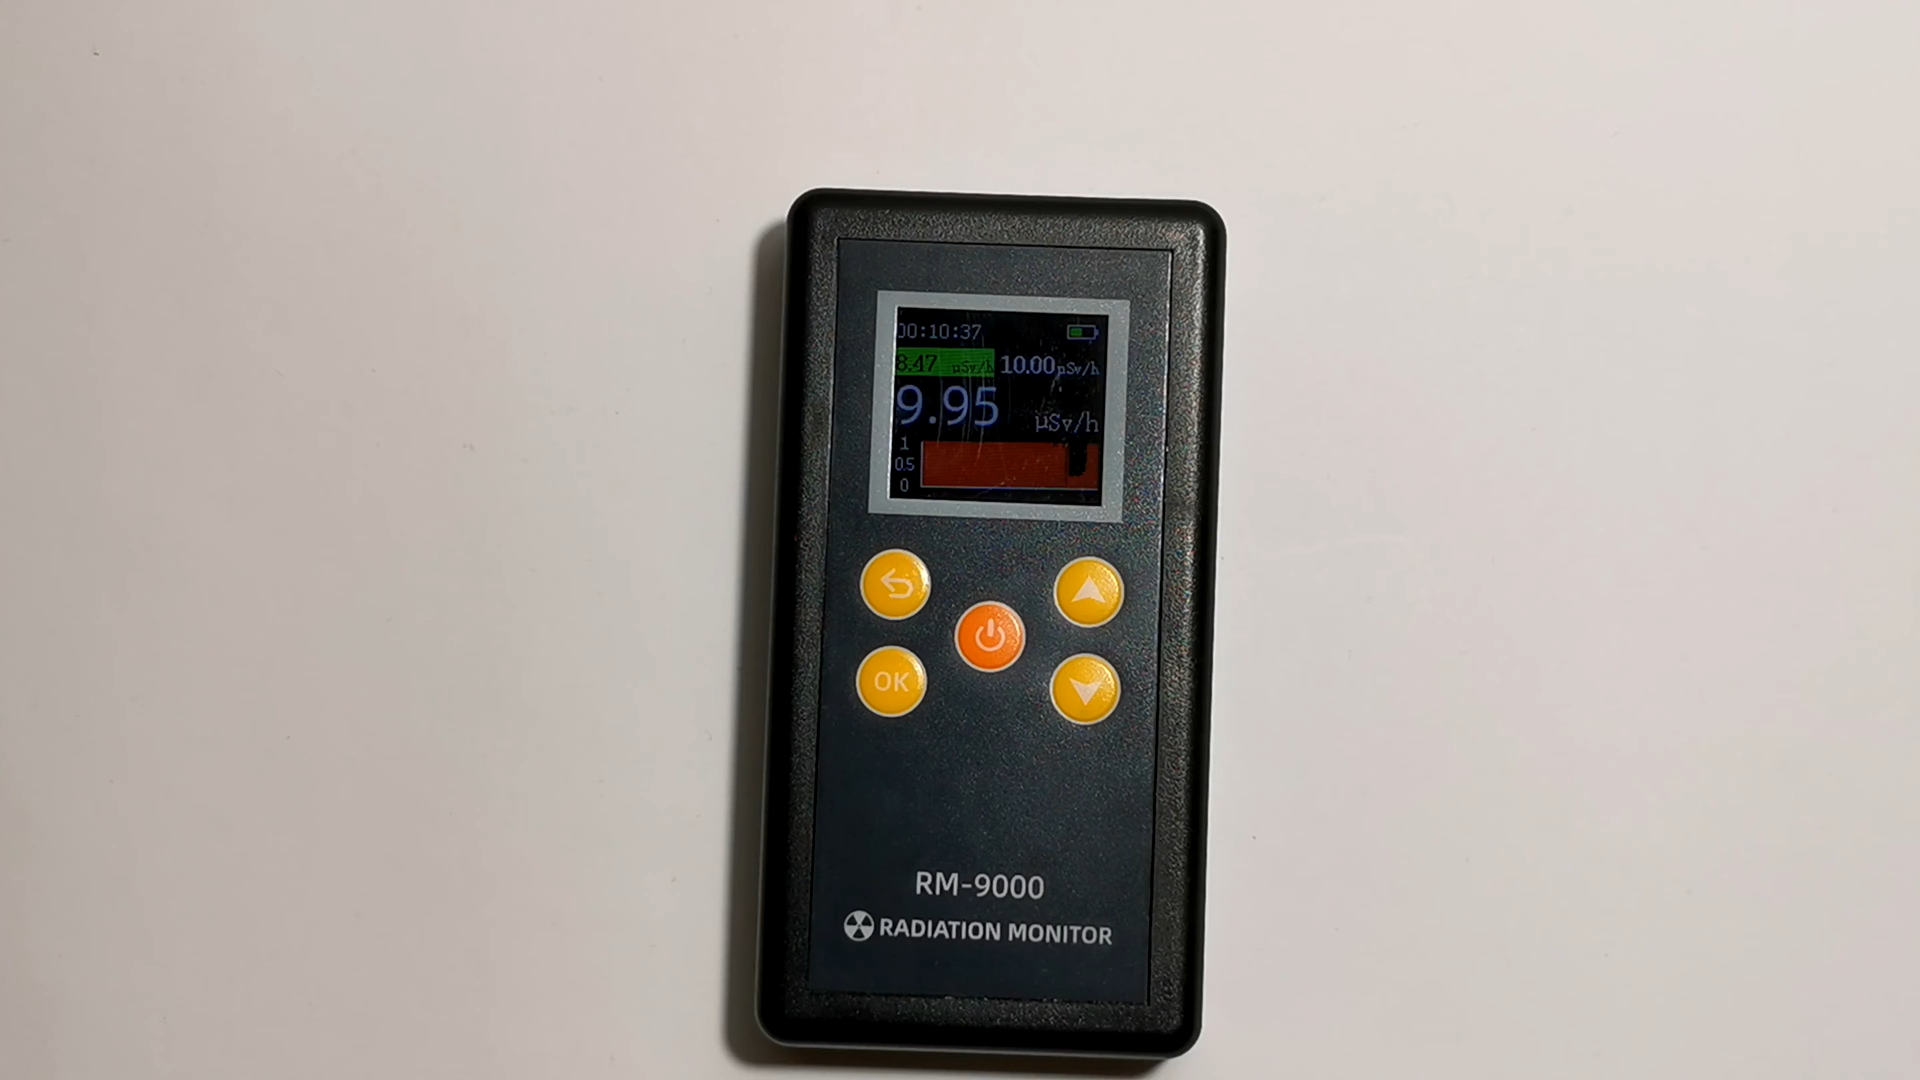 00:10:37
8.47 µSv/h 10.00 µSv/h
9.95 µSv/h
1
0.5
0
OK
RM-9000
RADIATION MONITOR